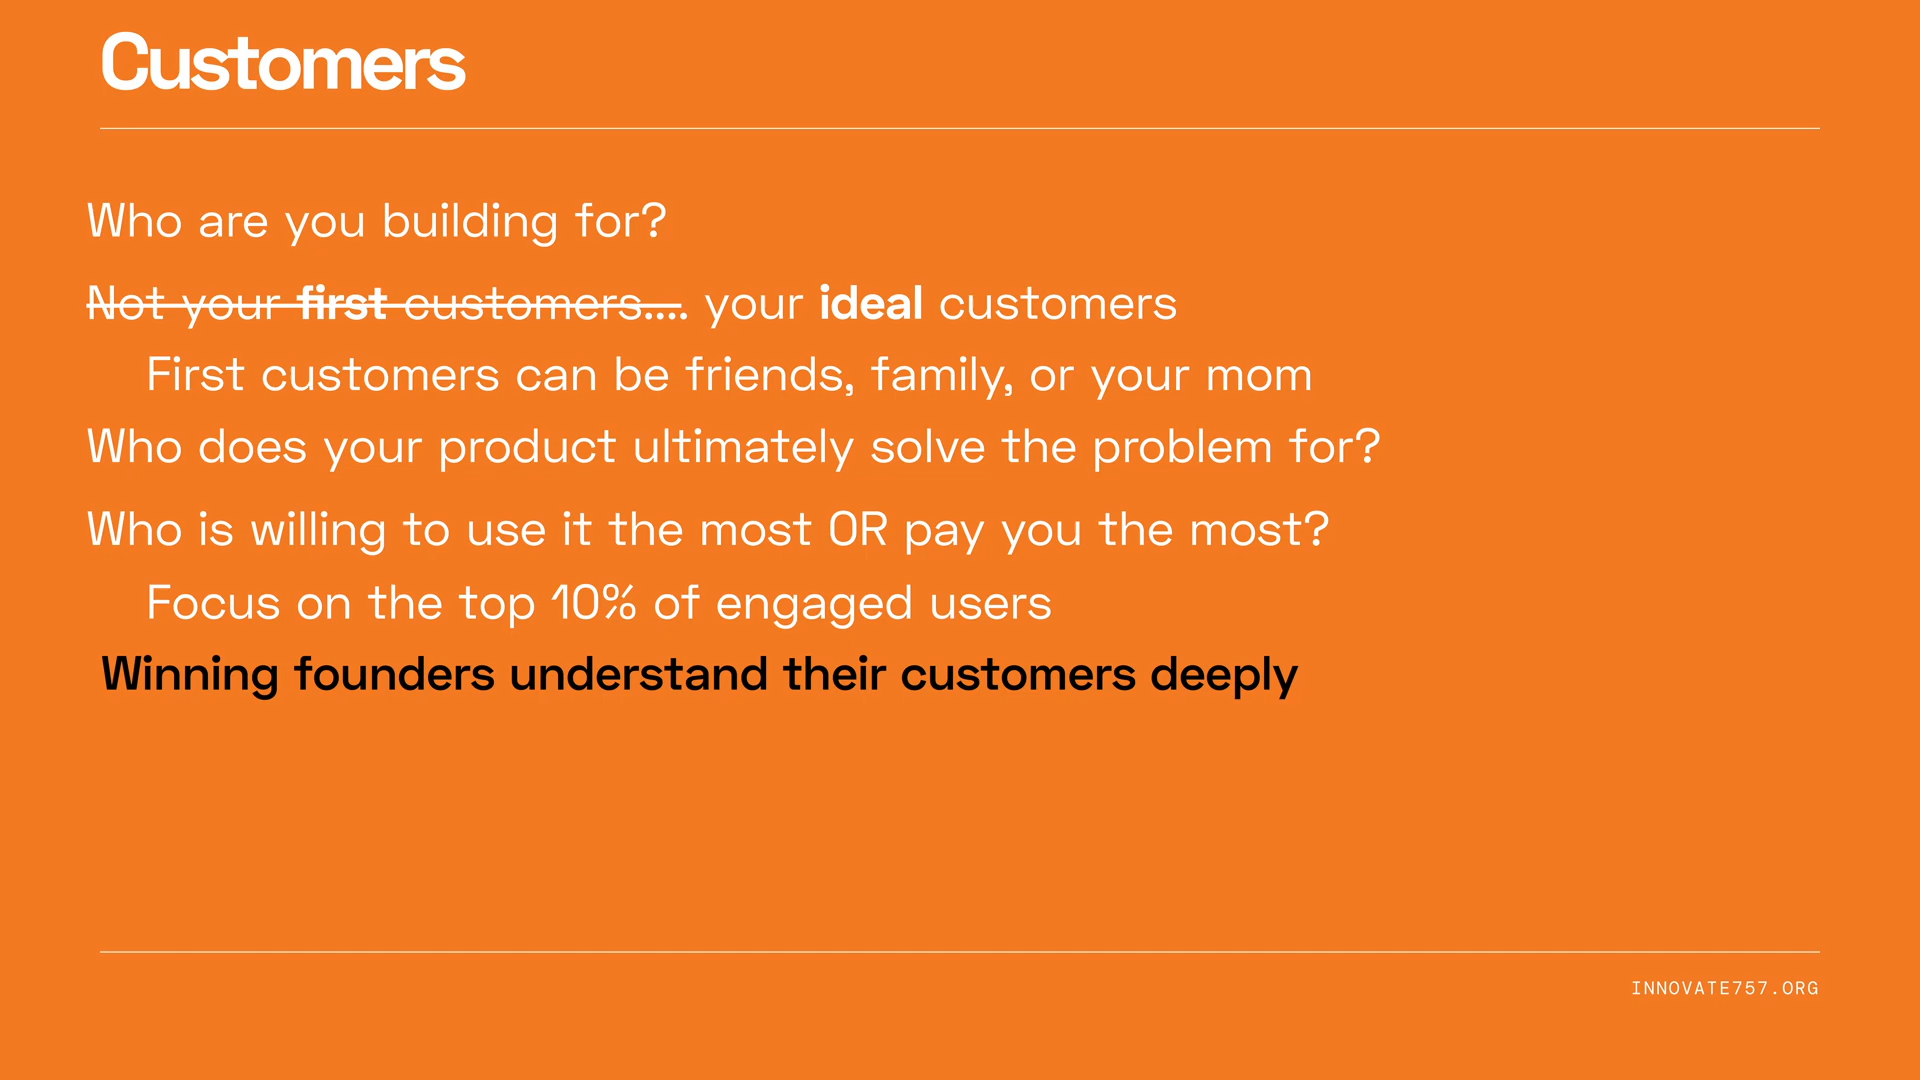 Customers
Who are you building for?
Not your first customers.... your ideal customers
First customers can be friends, family, or your mom
Who does your product ultimately solve the problem for?
Who is willing to use it the most OR pay you the most?
Focus on the top 10% of engaged users
Winning founders understand their customers deeply
INNOVATE757.ORG